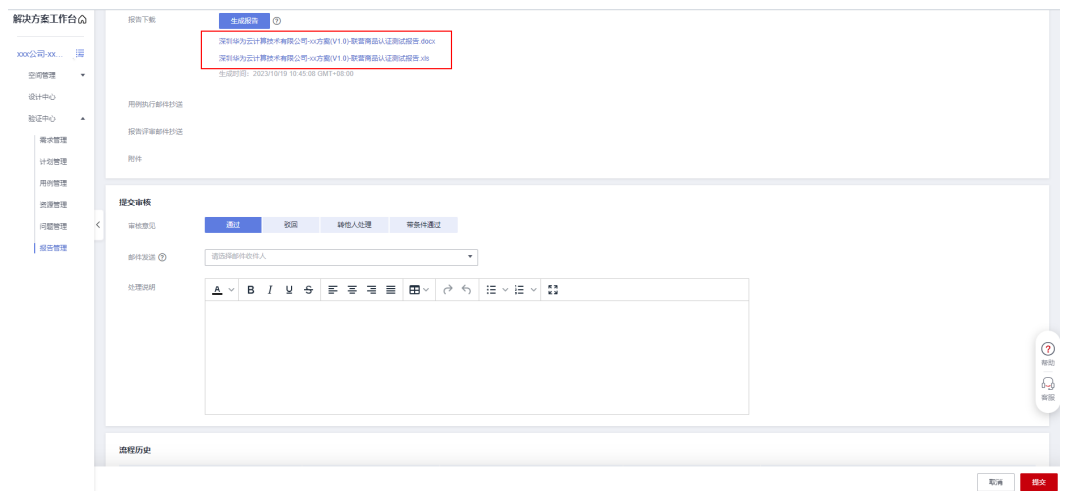 解决方案工作台
xxx公司-xx...
空间管理
设计中心
验证中心
需求管理
计划管理
用例管理
资源管理
问题管理
报告管理
报告下载
生成报告
深圳华为云计算技术有限公司-xx方案(V1.0)-联营商品认证测试报告.docx
深圳华为云计算技术有限公司-xx方案(V1.0)-联营商品认证测试报告.xls
生成时间：2023/10/19 10:45:08 GMT+08:00
用例执行邮件抄送
报告评审邮件抄送
附件
提交审核
审核意见
通过 驳回 转他人处理 带条件通过
邮件发送
请选择邮件收件人
处理说明
A B I U S
流程历史
帮助
客服
取消 提交